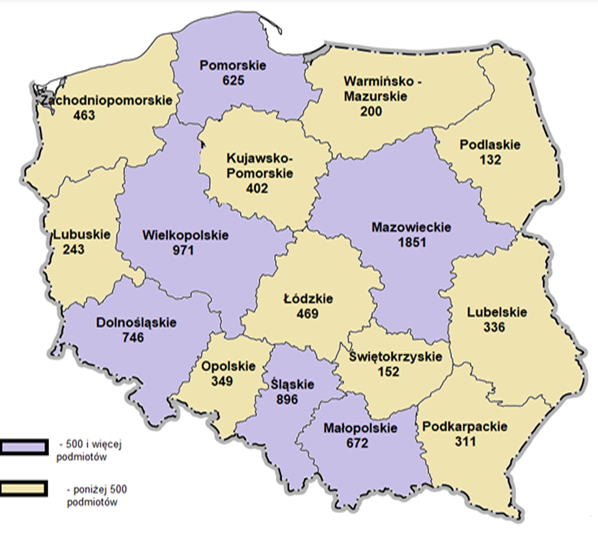 Pomorskie
625
Warmińsko -
Mazurskie
200
Zachodniopomorskie
463
Podlaskie
132
Kujawsko-
Pomorskie
402
Lubuskie
243
Wielkopolskie
971
Mazowieckie
1851
Łódzkie
469
Lubelskie
336
Dolnośląskie
746
Opolskie
349
Śląskie
896
Świętokrzyskie
152
Małopolskie
672
Podkarpackie
311
- 500 i więcej
podmiotów
- poniżej 500
podmiotów